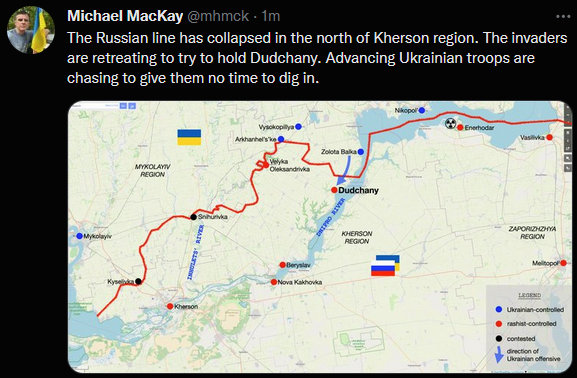 Michael MacKay @mhmck · 1m
The Russian line has collapsed in the north of Kherson region. The invaders
are retreating to try to hold Dudchany. Advancing Ukrainian troops are
chasing to give them no time to dig in.
Nikopol
Vysokopillya
Enerhodar
Arkhanhel's'ke
Vasilivka
Zolota Balka
Velyka
Oleksandrivka
MYKOLAYIV
REGION
Dudchany
Snihurivka
DNIPRO RIVER
Mykolayiv
INHULETS' RIVER
KHERSON
REGION
ZAPORIZHZHYA
REGION
Beryslav
Melitopol
Kyselivka
Nova Kakhovka
Kherson
LEGEND
Ukrainian-controlled
rashist-controlled
contested
direction of
Ukrainian offensive